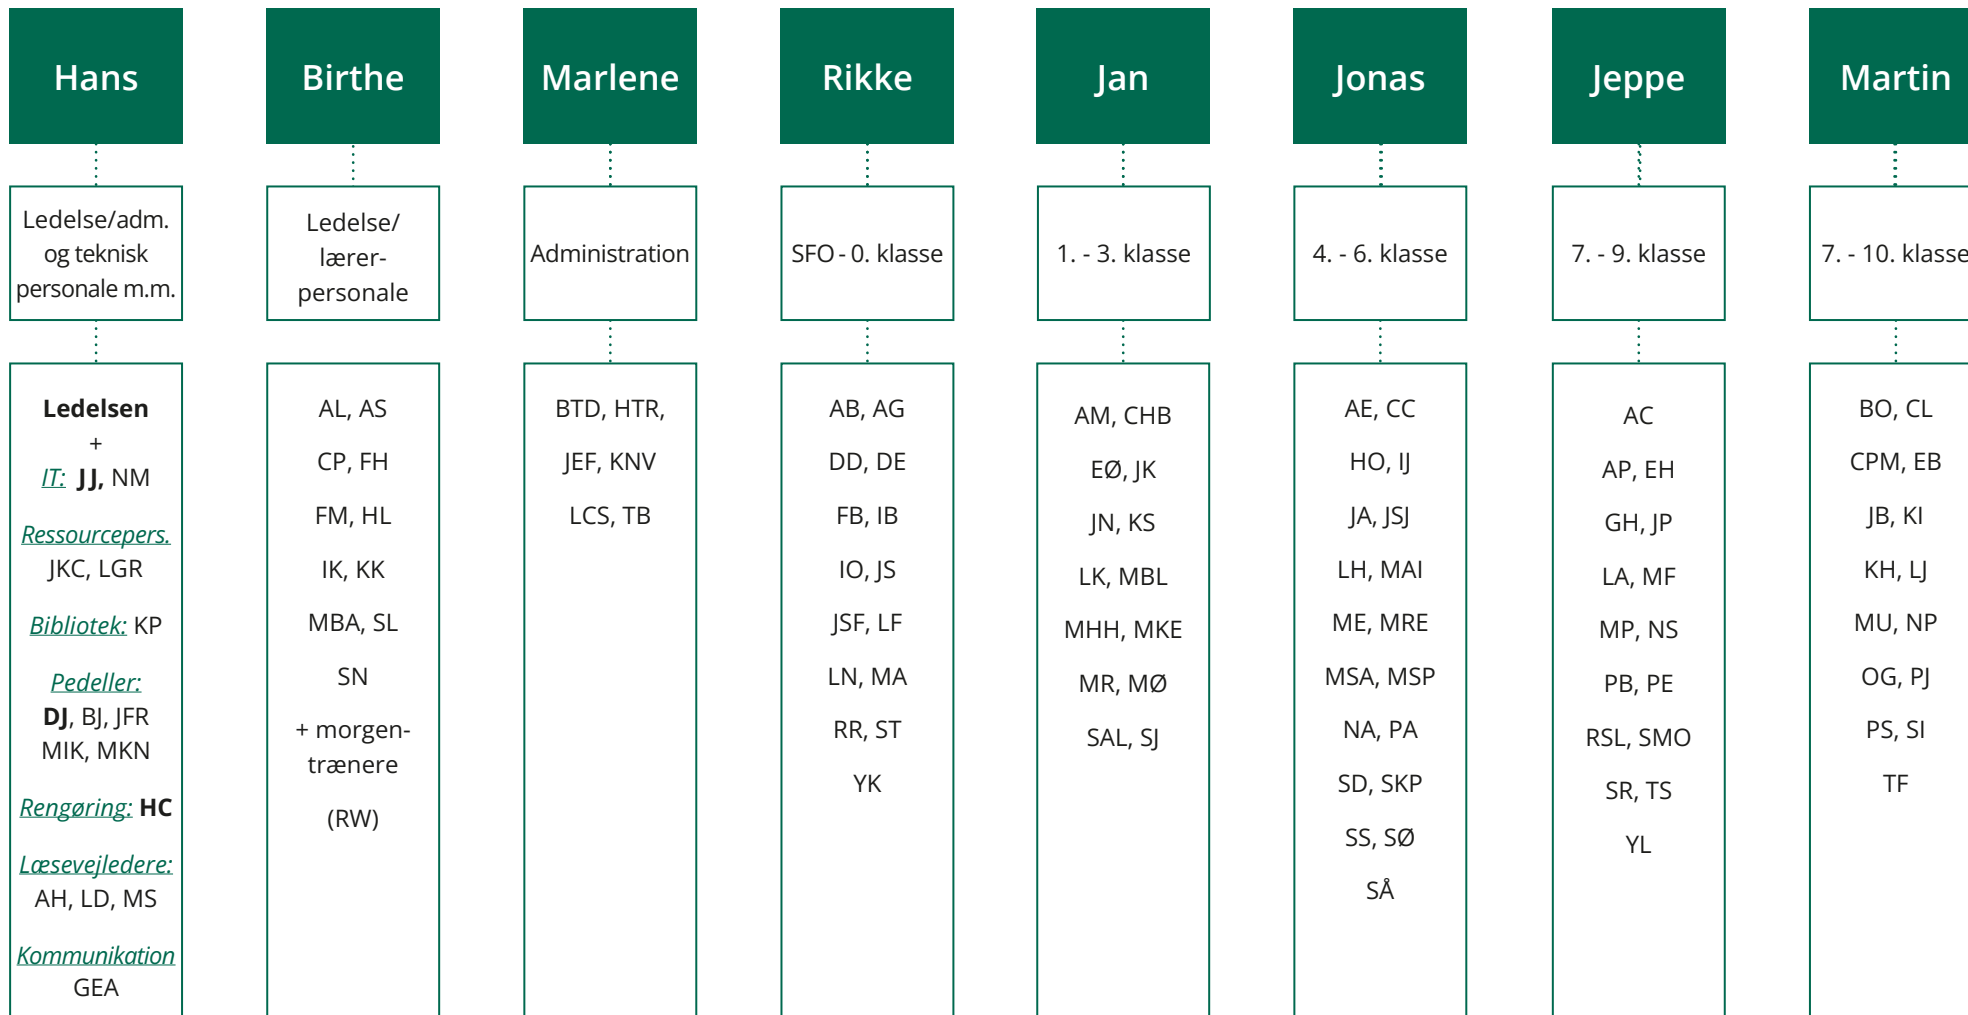 Hans
Birthe
Marlene
Rikke
Jan
Jonas
Jeppe
Martin
Ledelse/adm.
og teknisk
personale m.m.
Ledelse/
lærer-
personale
Administration
SFO - 0. klasse
1. - 3. klasse
4. - 6. klasse
7. - 9. klasse
7. - 10. klasse
Ledelsen
+
IT: JJ, NM
Ressourcepers.
JKC, LGR
Bibliotek: KP
Pedeller:
DJ, BJ, JFR
MIK, MKN
Rengøring: HC
Læsevejledere:
AH, LD, MS
Kommunikation
GEA
AL, AS
CP, FH
FM, HL
IK, KK
MBA, SL
SN
+ morgen-
trænere
(RW)
BTD, HTR,
JEF, KNV
LCS, TB
AB, AG
DD, DE
FB, IB
IO, JS
JSF, LF
LN, MA
RR, ST
YK
AM, CHB
EØ, JK
JN, KS
LK, MBL
MHH, MKE
MR, MØ
SAL, SJ
AE, CC
HO, IJ
JA, JSJ
LH, MAI
ME, MRE
MSA, MSP
NA, PA
SD, SKP
SS, SØ
SÅ
AC
AP, EH
GH, JP
LA, MF
MP, NS
PB, PE
RSL, SMO
SR, TS
YL
BO, CL
CPM, EB
JB, KI
KH, LJ
MU, NP
OG, PJ
PS, SI
TF